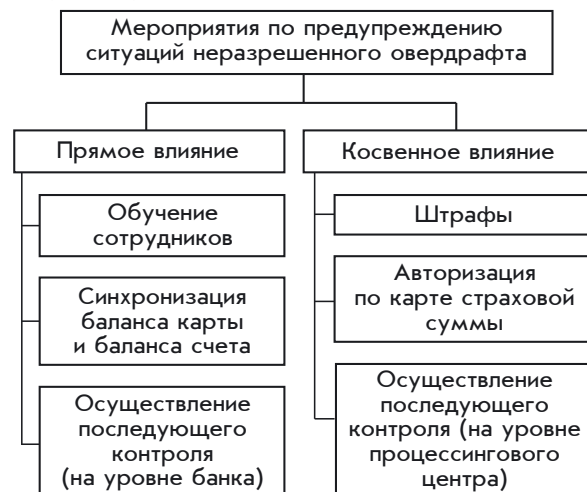 Мероприятия по предупреждению
ситуаций неразрешенного овердрафта
Прямое влияние
Обучение
сотрудников
Синхронизация
баланса карты
и баланса счета
Осуществление
последующего
контроля
(на уровне банка)
Косвенное влияние
Штрафы
Авторизация
по карте страховой
суммы
Осуществление
последующего
контроля (на уровне
процессингового
центра)